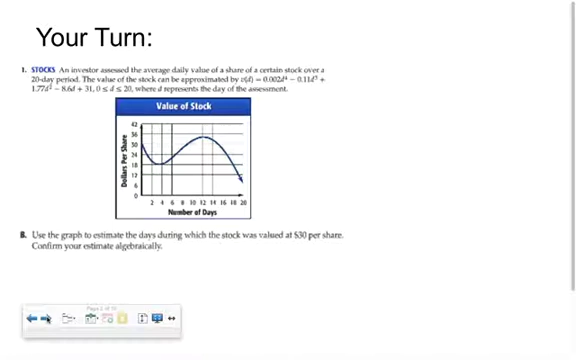 Your Turn:
1. STOCKS An investor assessed the average daily value of a share of a certain stock over a
20-day period. The value of the stock can be approximated by v(d) = 0.002d⁴ − 0.11d³ +
1.77d² − 8.6d + 31, 0 ≤ d ≤ 20, where d represents the day of the assessment.
Value of Stock
Dollars Per Share
42
36
30
24
18
12
6
0
2 4 6 8 10 12 14 16 18 20
Number of Days
B. Use the graph to estimate the days during which the stock was valued at $30 per share.
Confirm your estimate algebraically.